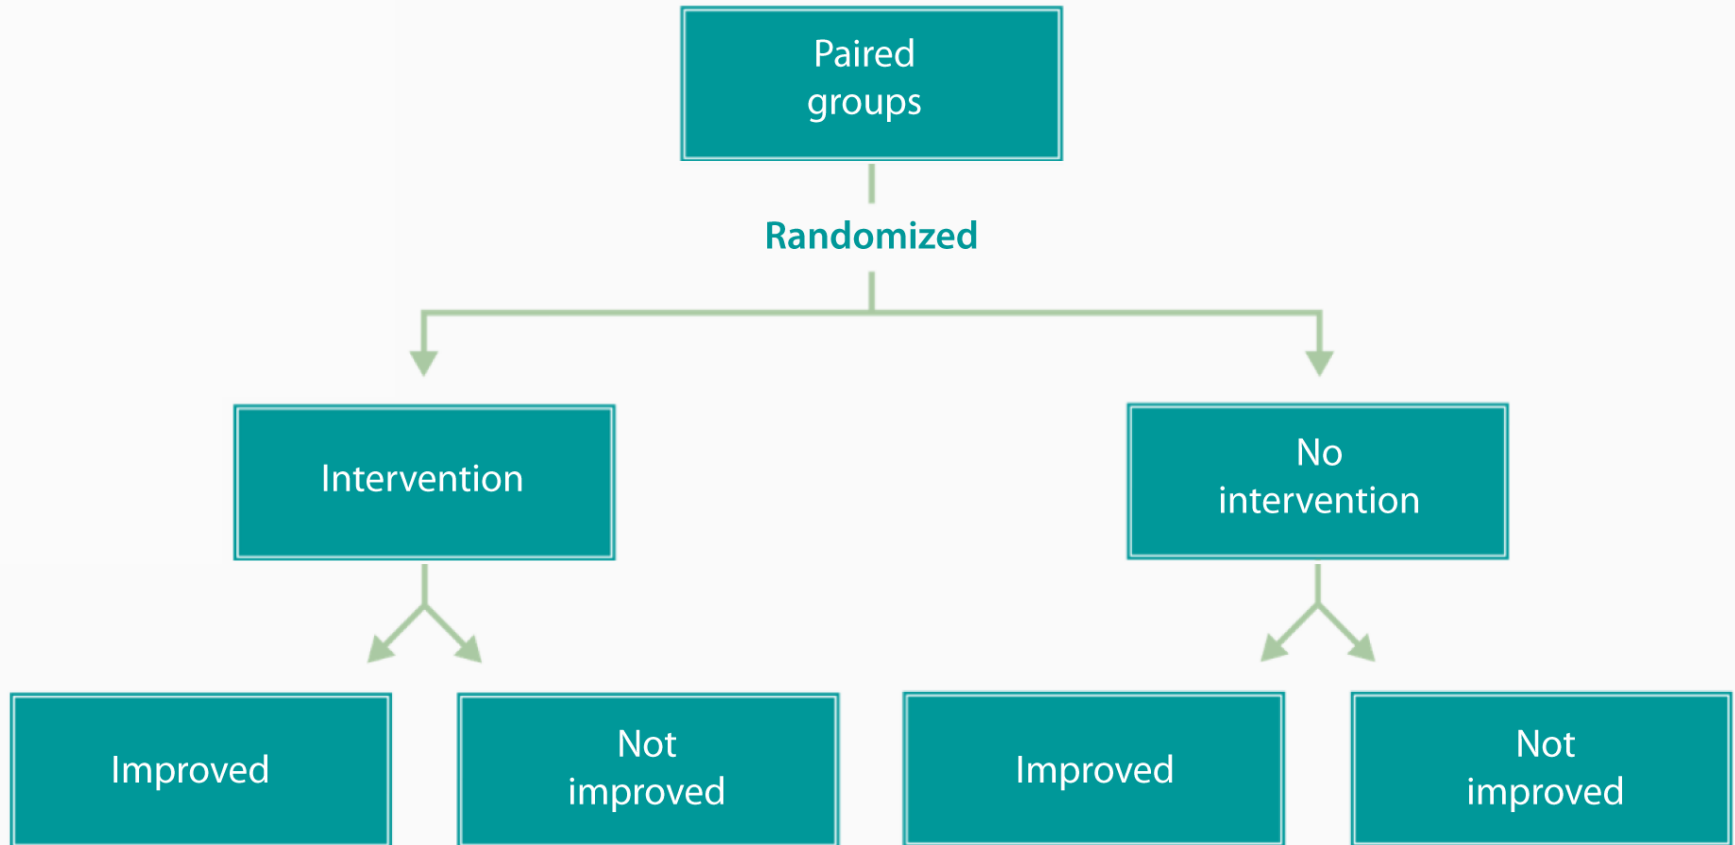 Paired
groups
Randomized
Intervention
No
intervention
Improved
Not
improved
Improved
Not
improved